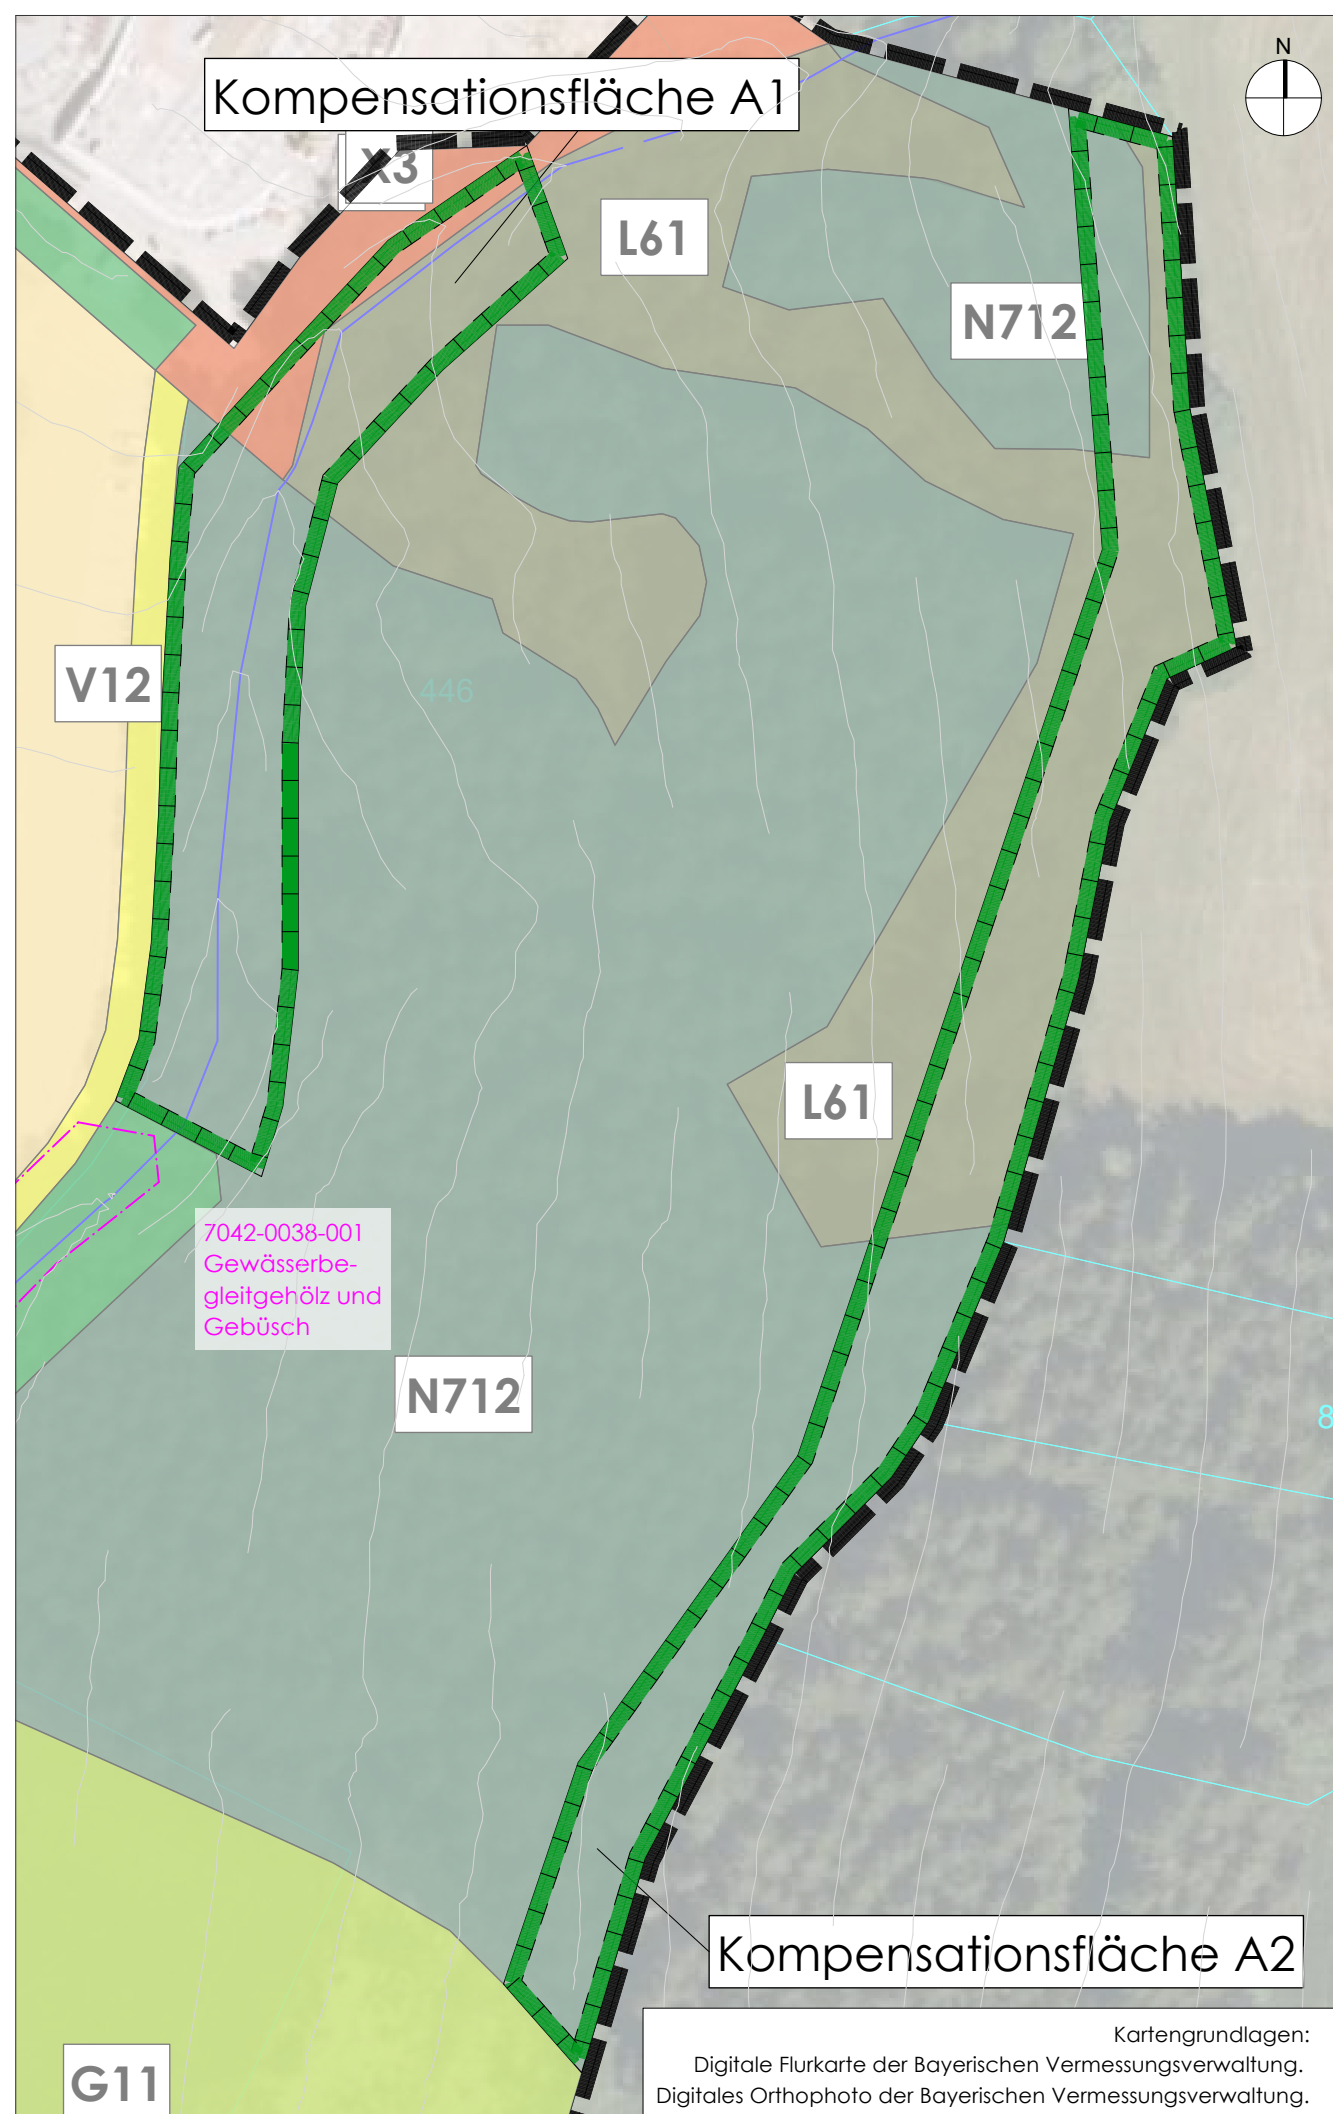 N
Kompensationsfläche A1
X3
L61
N712
V12
446
L61
7042-0038-001
Gewässerbe-
gleitgehölz und
Gebüsch
N712
8
Kompensationsfläche A2
G11
Kartengrundlagen:
Digitale Flurkarte der Bayerischen Vermessungsverwaltung.
Digitales Orthophoto der Bayerischen Vermessungsverwaltung.